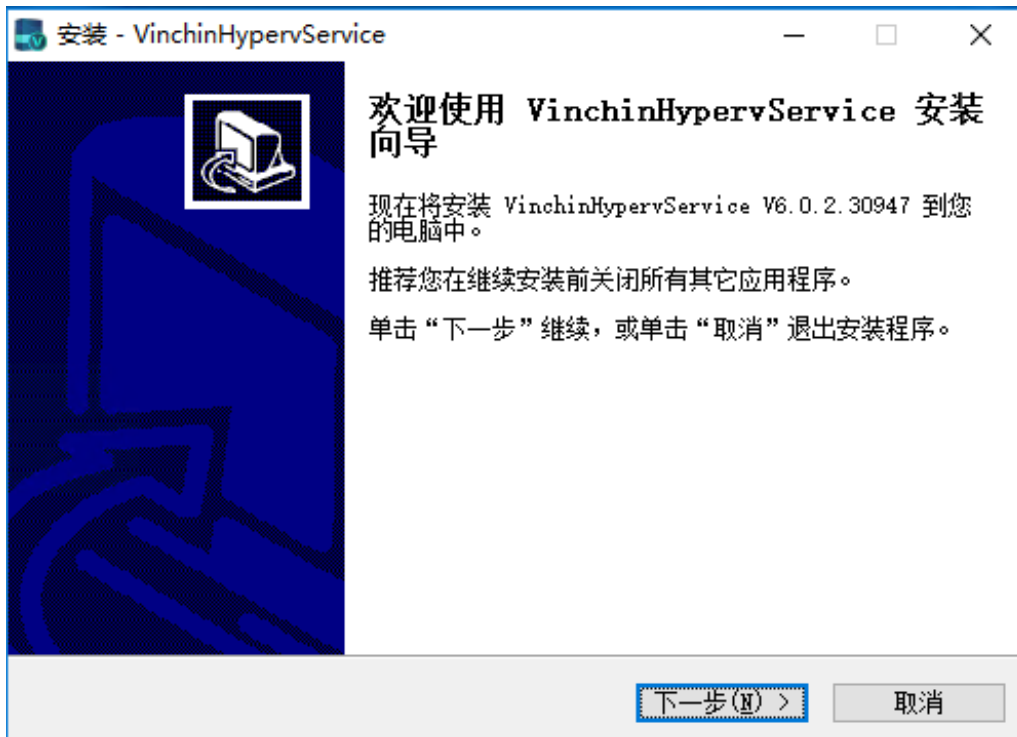 安装 - VinchinHypervService
欢迎使用 VinchinHypervService 安装
向导
现在将安装 VinchinHypervService V6.0.2.30947 到您
的电脑中。
推荐您在继续安装前关闭所有其它应用程序。
单击“下一步”继续，或单击“取消”退出安装程序。
下一步(N) >
取消